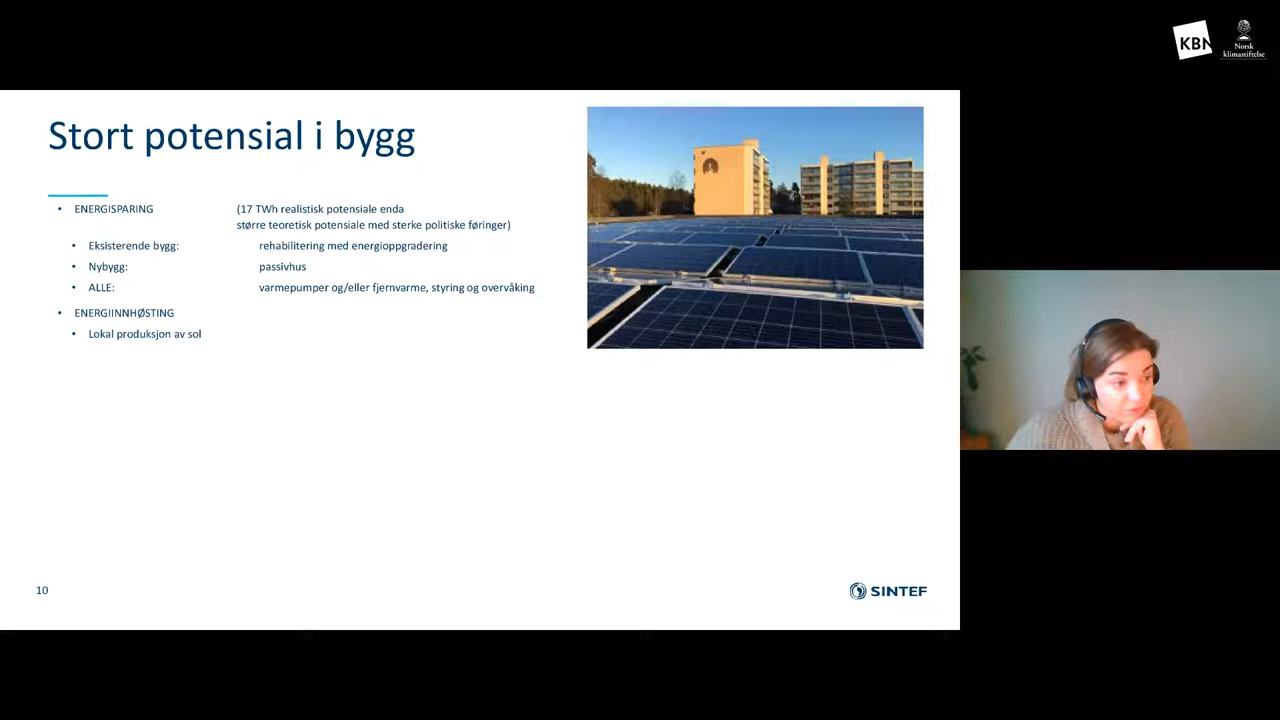 KBN
Norsk
klimastiftelse
Stort potensial i bygg
• ENERGISPARING (17 TWh realistisk potensiale enda
større teoretisk potensiale med sterke politiske føringer)
• Eksisterende bygg: rehabilitering med energioppgradering
• Nybygg: passivhus
• ALLE: varmepumper og/eller fjernvarme, styring og overvåking
• ENERGIINNHØSTING
• Lokal produksjon av sol
10
SINTEF